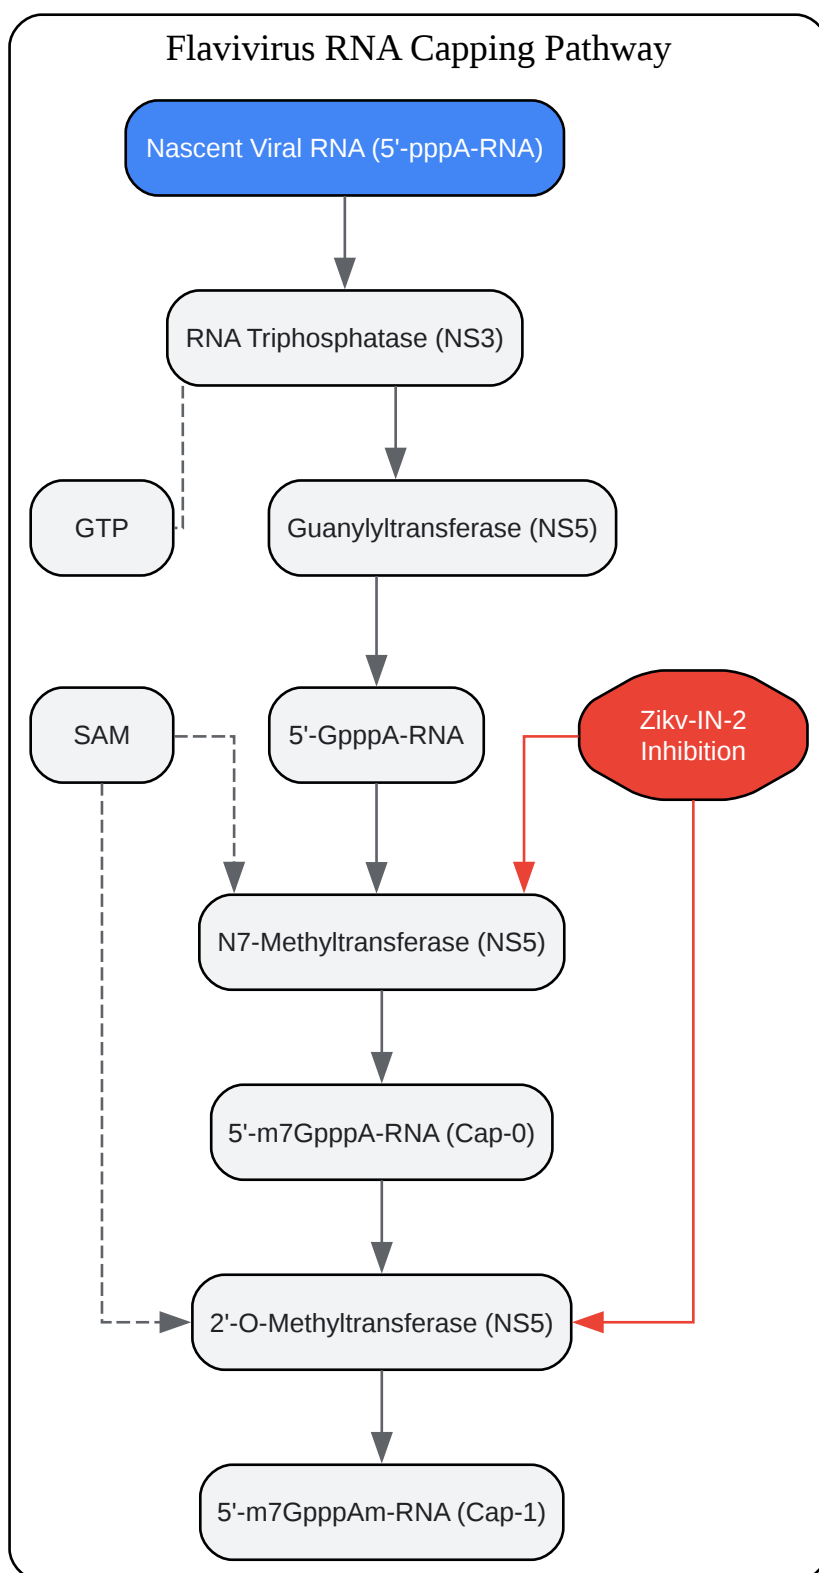 Flavivirus RNA Capping Pathway
Nascent Viral RNA (5'-pppA-RNA)
RNA Triphosphatase (NS3)
GTP
Guanylyltransferase (NS5)
SAM
5'-GpppA-RNA
Zikv-IN-2
Inhibition
N7-Methyltransferase (NS5)
5'-m7GpppA-RNA (Cap-0)
2'-O-Methyltransferase (NS5)
5'-m7GpppAm-RNA (Cap-1)